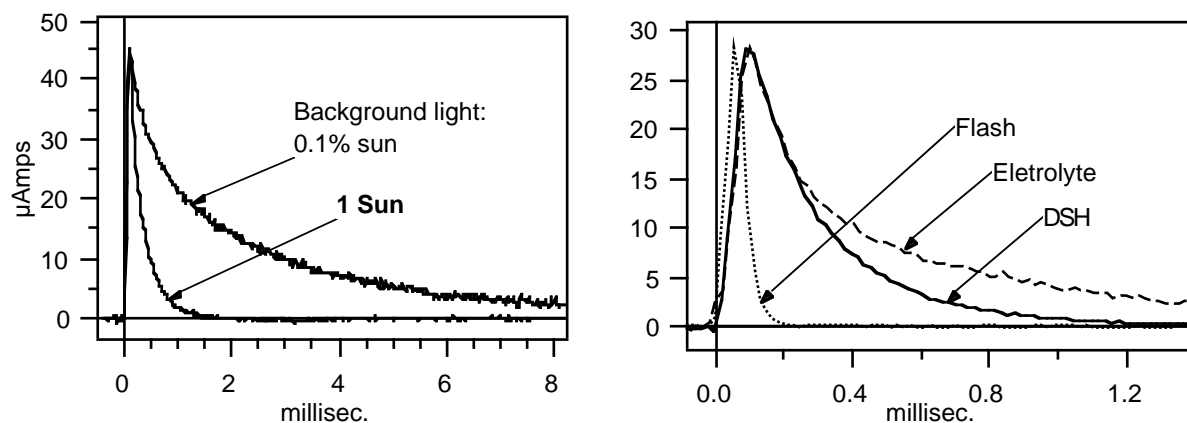 50
40
30
20
10
0
µAmps
Background light:
0.1% sun
1 Sun
0
2
4
6
8
millisec.
30
25
20
15
10
5
0
Flash
Eletrolyte
DSH
0.0
0.4
0.8
1.2
millisec.